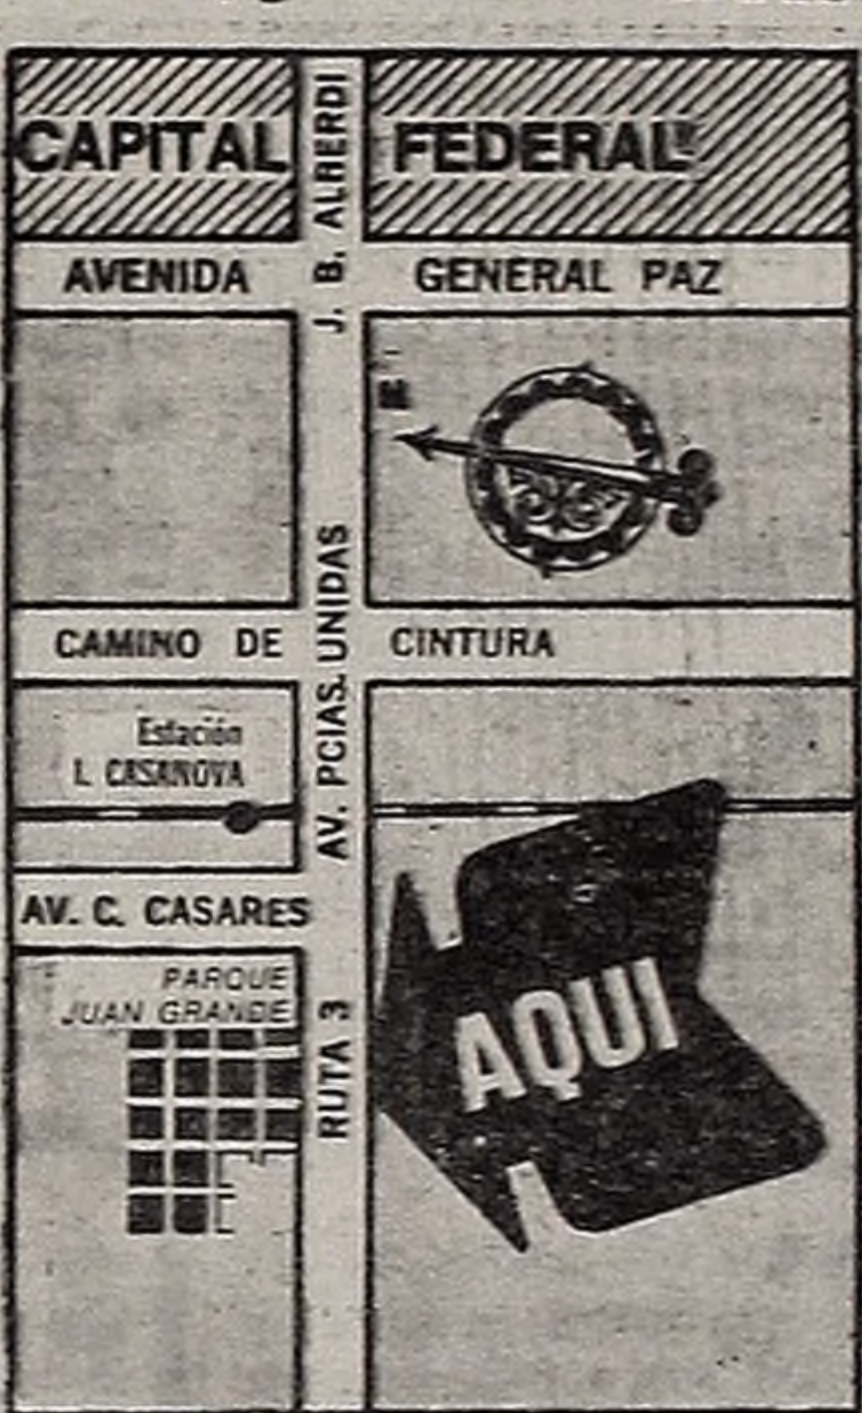 CAPITAL FEDERAL
J. B. ALBERDI
AVENIDA GENERAL PAZ
AV. PCIAS. UNIDAS
CAMINO DE CINTURA
Estación
I. CASANOVA
AV. C. CASARES
PARQUE
JUAN GRANDE
RUTA 3
AQUI